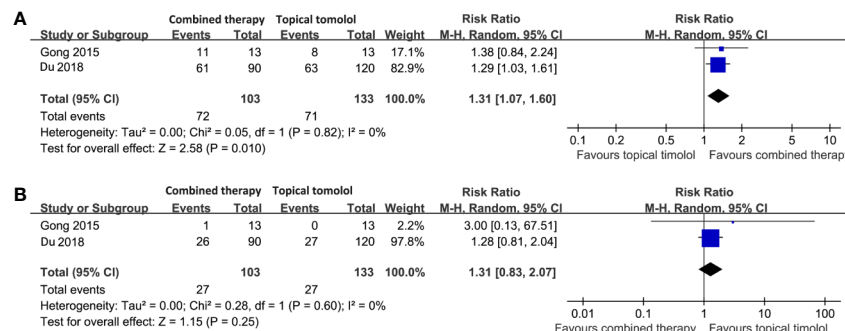 A
Combined therapy Topical tomolol Risk Ratio Risk Ratio
Study or Subgroup Events Total Events Total Weight M-H, Random, 95% CI M-H, Random, 95% CI
Gong 2015 11 13 8 13 17.1% 1.38 [0.84, 2.24]
Du 2018 61 90 63 120 82.9% 1.29 [1.03, 1.61]
Total (95% CI) 103 133 100.0% 1.31 [1.07, 1.60]
Total events 72 71
Heterogeneity: Tau² = 0.00; Chi² = 0.05, df = 1 (P = 0.82); I² = 0%
Test for overall effect: Z = 2.58 (P = 0.010)
0.1 0.2 0.5 1 2 5 10
Favours topical timolol Favours combined therapy
B
Combined therapy Topical tomolol Risk Ratio Risk Ratio
Study or Subgroup Events Total Events Total Weight M-H, Random, 95% CI M-H, Random, 95% CI
Gong 2015 1 13 0 13 2.2% 3.00 [0.13, 67.51]
Du 2018 26 90 27 120 97.8% 1.28 [0.81, 2.04]
Total (95% CI) 103 133 100.0% 1.31 [0.83, 2.07]
Total events 27 27
Heterogeneity: Tau² = 0.00; Chi² = 0.28, df = 1 (P = 0.60); I² = 0%
Test for overall effect: Z = 1.15 (P = 0.25)
0.01 0.1 1 10 100
Favours combined therapy Favours topical timolol